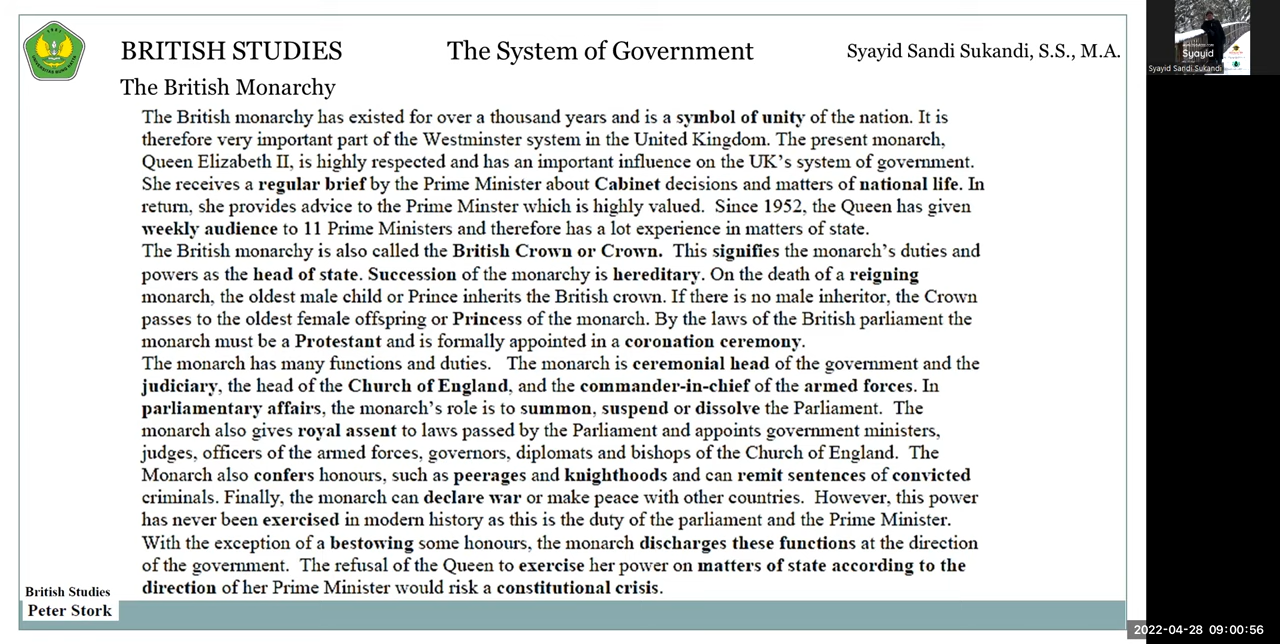 BRITISH STUDIES
The System of Government
Syayid Sandi Sukandi, S.S., M.A.
The British Monarchy
The British monarchy has existed for over a thousand years and is a symbol of unity of the nation. It is
therefore very important part of the Westminster system in the United Kingdom. The present monarch,
Queen Elizabeth II, is highly respected and has an important influence on the UK's system of government.
She receives a regular brief by the Prime Minister about Cabinet decisions and matters of national life. In
return, she provides advice to the Prime Minster which is highly valued. Since 1952, the Queen has given
weekly audience to 11 Prime Ministers and therefore has a lot experience in matters of state.
The British monarchy is also called the British Crown or Crown. This signifies the monarch's duties and
powers as the head of state. Succession of the monarchy is hereditary. On the death of a reigning
monarch, the oldest male child or Prince inherits the British crown. If there is no male inheritor, the Crown
passes to the oldest female offspring or Princess of the monarch. By the laws of the British parliament the
monarch must be a Protestant and is formally appointed in a coronation ceremony.
The monarch has many functions and duties. The monarch is ceremonial head of the government and the
judiciary, the head of the Church of England, and the commander-in-chief of the armed forces. In
parliamentary affairs, the monarch's role is to summon, suspend or dissolve the Parliament. The
monarch also gives royal assent to laws passed by the Parliament and appoints government ministers,
judges, officers of the armed forces, governors, diplomats and bishops of the Church of England. The
Monarch also confers honours, such as peerages and knighthoods and can remit sentences of convicted
criminals. Finally, the monarch can declare war or make peace with other countries. However, this power
has never been exercised in modern history as this is the duty of the parliament and the Prime Minister.
With the exception of a bestowing some honours, the monarch discharges these functions at the direction
of the government. The refusal of the Queen to exercise her power on matters of state according to the
direction of her Prime Minister would risk a constitutional crisis.
British Studies
Peter Stork
Syayid
Syayid Sandi Sukandi
2022-04-28 09:00:56